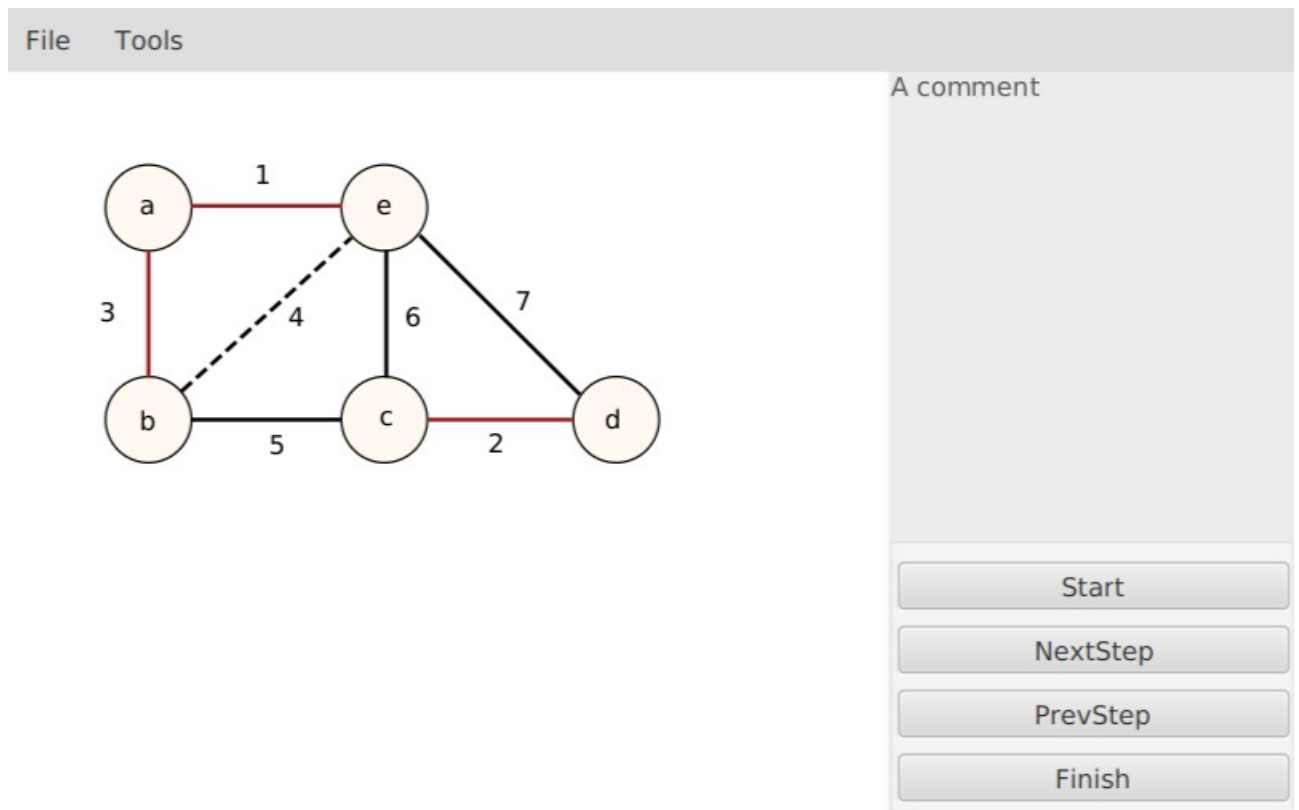 File Tools
A comment
1
a e
3 4 6 7
b c d
5 2
Start
NextStep
PrevStep
Finish